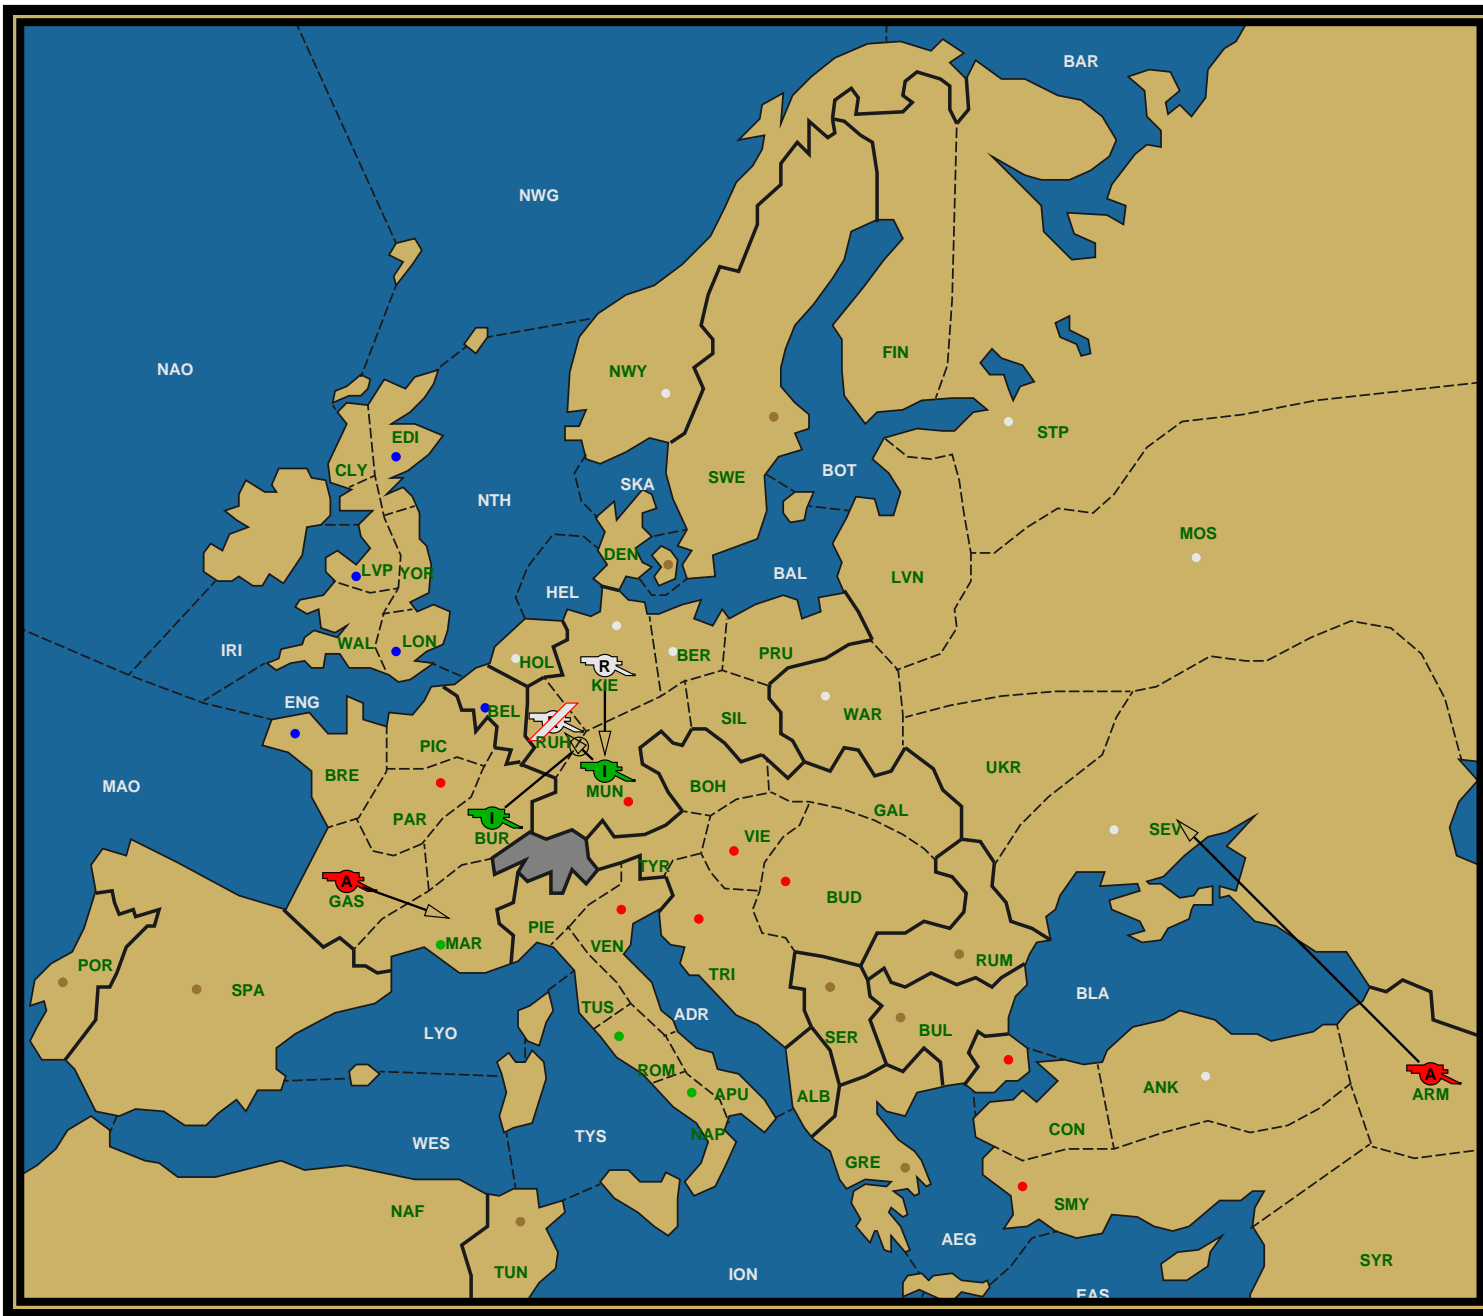 BAR
NWG
NAO
FIN
NWY
EDI
STP
CLY
SWE
BOT
SKA
NTH
MOS
DEN
LVP
YOR
BAL
LVN
HEL
IRI
WAL
LON
HOL
R
BER
PRU
KIE
ENG
BEL
WAR
SIL
RUH
PIC
BRE
UKR
MAO
I
MUN
BOH
GAL
PAR
I
BUR
VIE
SEV
TYR
A
GAS
BUD
PIE
MAR
VEN
POR
SPA
TRI
RUM
BLA
TUS
ADR
LYO
BUL
SER
ROM
ANK
A
ARM
APU
ALB
NAP
CON
WES
TYS
GRE
SMY
NAF
AEG
SYR
TUN
ION
EAS